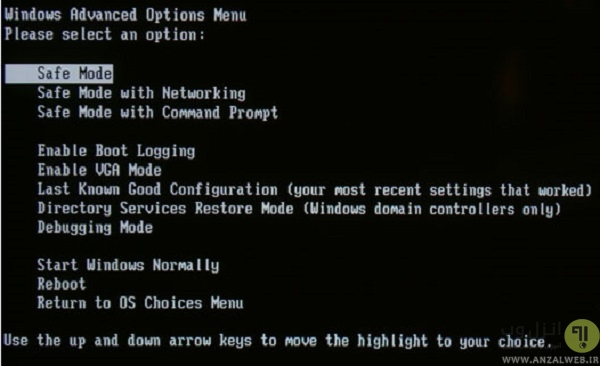 Windows Advanced Options Menu
Please select an option:
Safe Mode
Safe Mode with Networking
Safe Mode with Command Prompt
Enable Boot Logging
Enable VGA Mode
Last Known Good Configuration (your most recent settings that worked)
Directory Services Restore Mode (Windows domain controllers only)
Debugging Mode
Start Windows Normally
Reboot
Return to OS Choices Menu
Use the up and down arrow keys to move the highlight to your choice.
انزل وب
WWW.ANZALWEB.IR